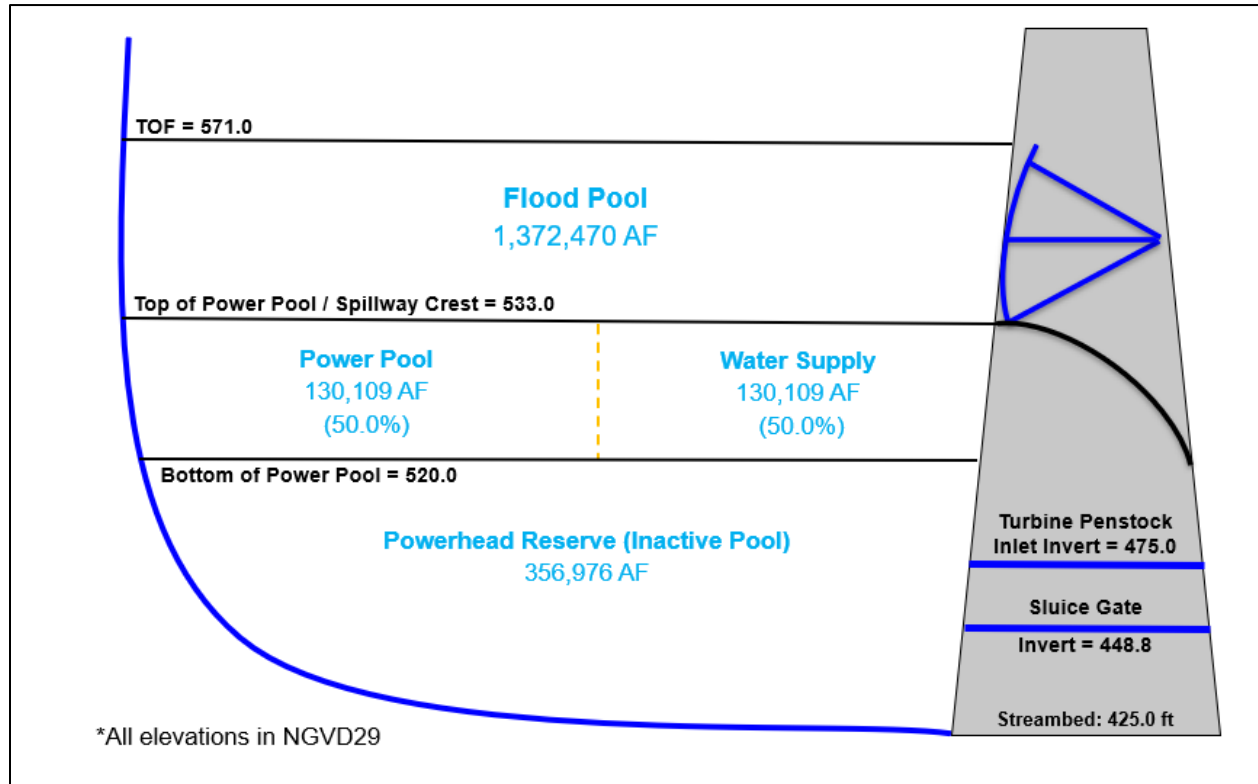 TOF = 571.0
Flood Pool
1,372,470 AF
Top of Power Pool / Spillway Crest = 533.0
Power Pool
130,109 AF
(50.0%)
Water Supply
130,109 AF
(50.0%)
Bottom of Power Pool = 520.0
Powerhead Reserve (Inactive Pool)
356,976 AF
Turbine Penstock
Inlet Invert = 475.0
Sluice Gate
Invert = 448.8
Streambed: 425.0 ft
*All elevations in NGVD29